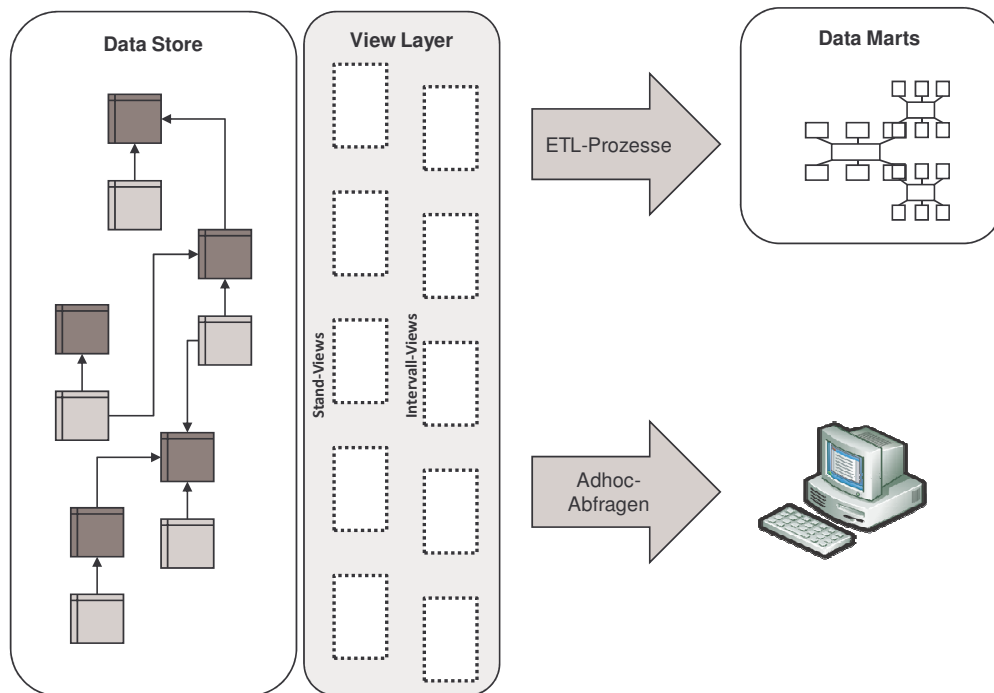 Data Store
View Layer
Data Marts
ETL-Prozesse
Stand-Views
Intervall-Views
Adhoc-
Abfragen